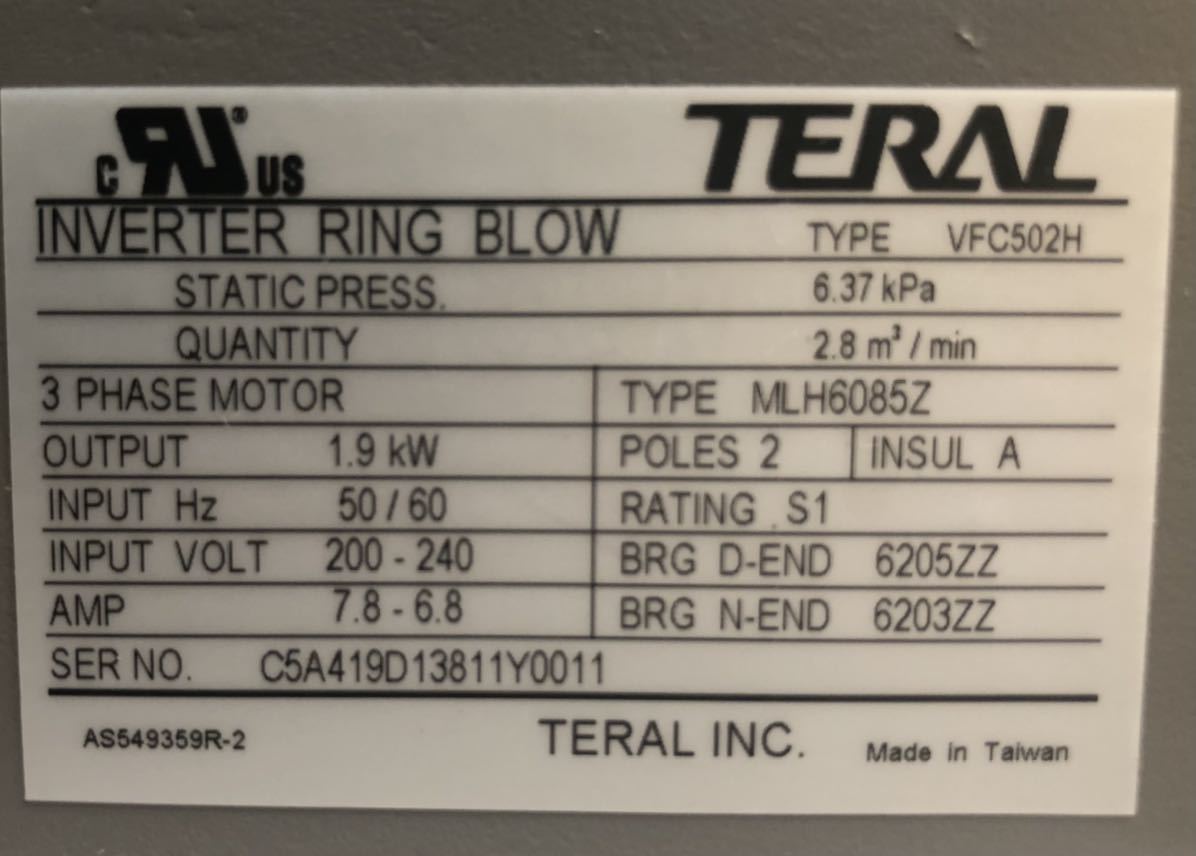 c RU® US TERAL
INVERTER RING BLOW TYPE VFC502H
STATIC PRESS. 6.37 kPa
QUANTITY 2.8 m³ / min
3 PHASE MOTOR TYPE MLH6085Z
OUTPUT 1.9 kW POLES 2 INSUL A
INPUT Hz 50 / 60 RATING S1
INPUT VOLT 200 - 240 BRG D-END 6205ZZ
AMP 7.8 - 6.8 BRG N-END 6203ZZ
SER NO. C5A419D13811Y0011
AS549359R-2 TERAL INC. Made in Taiwan